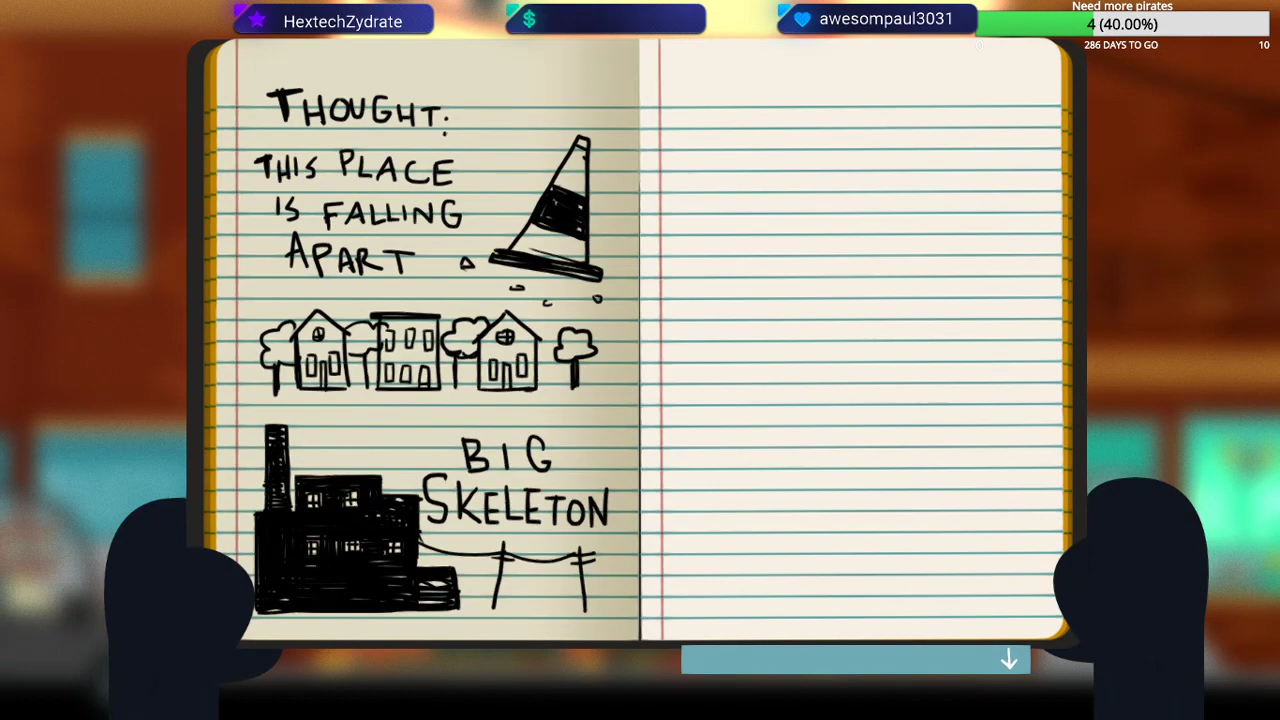 HextechZydrate
$
awesompaul3031
Need more pirates
4 (40.00%)
0
286 DAYS TO GO
10
THOUGHT:
THIS PLACE
IS FALLING
APART
BIG
SKELETON